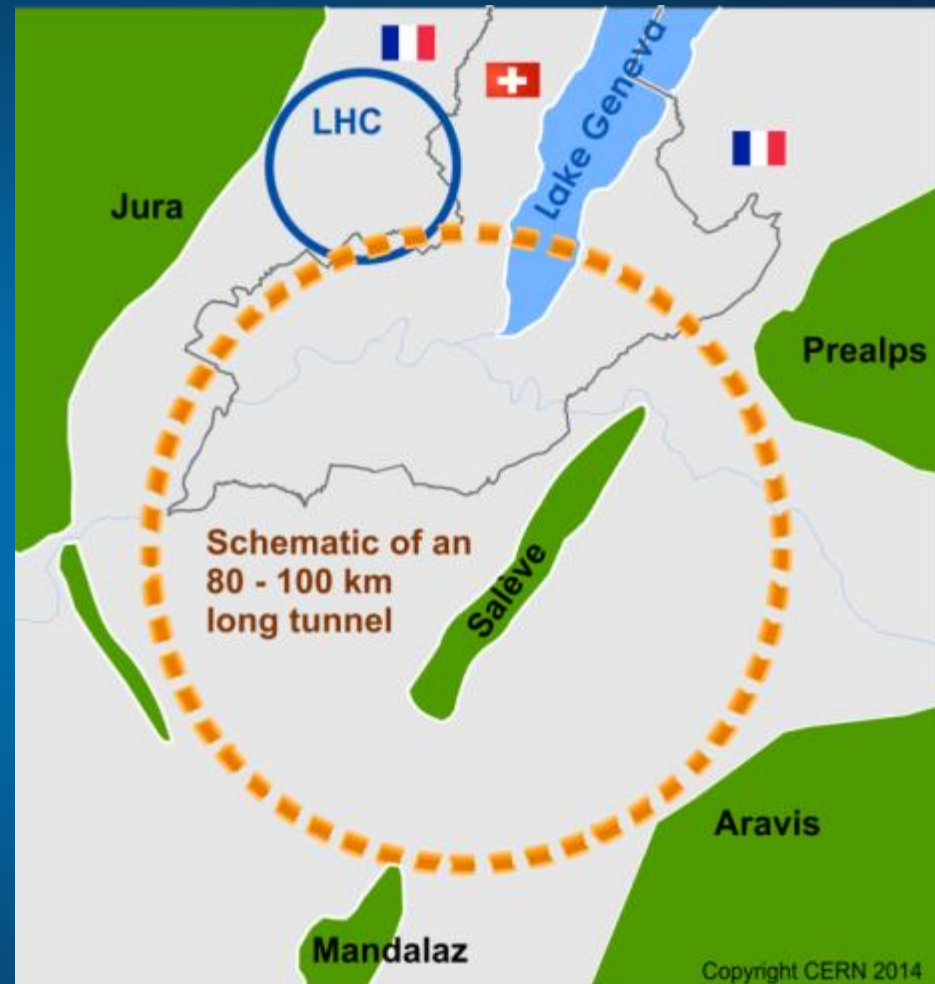 LHC
Lake Geneva
Jura
Prealps
Schematic of an
80 - 100 km
long tunnel
Salève
Aravis
Mandalaz
Copyright CERN 2014